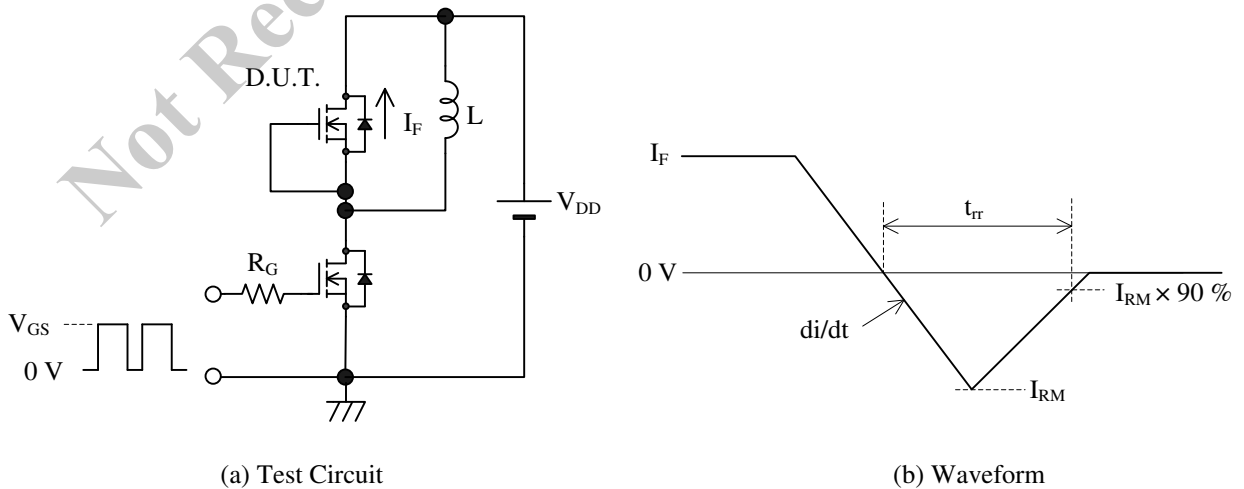 Not Rec
D.U.T.
I_F
L
V_DD
R_G
V_GS
0 V
(a) Test Circuit
I_F
t_rr
0 V
I_RM × 90 %
di/dt
I_RM
(b) Waveform